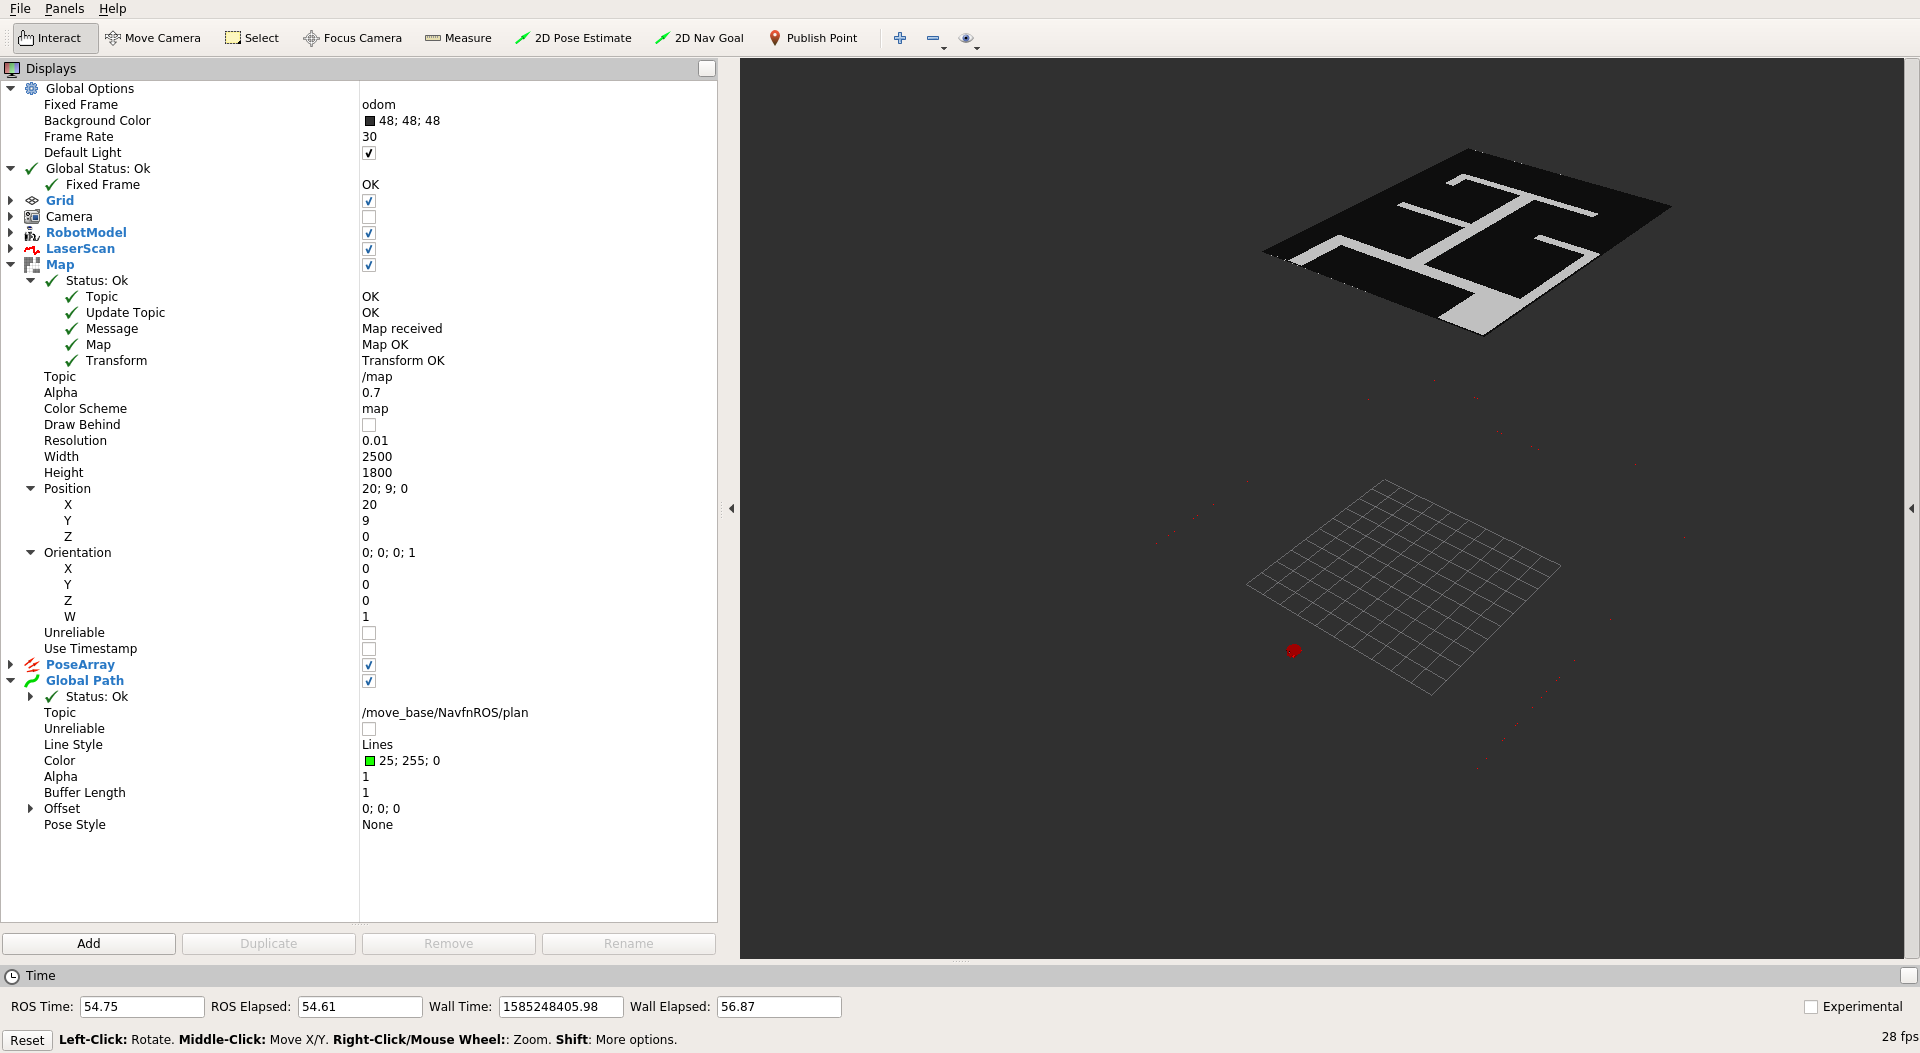 File Panels Help
Interact Move Camera Select Focus Camera Measure 2D Pose Estimate 2D Nav Goal Publish Point
Displays
Global Options
Fixed Frame odom
Background Color 48; 48; 48
Frame Rate 30
Default Light
Global Status: Ok
Fixed Frame OK
Grid
Camera
RobotModel
LaserScan
Map
Status: Ok
Topic OK
Update Topic OK
Message Map received
Map Map OK
Transform Transform OK
Topic /map
Alpha 0.7
Color Scheme map
Draw Behind
Resolution 0.01
Width 2500
Height 1800
Position 20; 9; 0
X 20
Y 9
Z 0
Orientation 0; 0; 0; 1
X 0
Y 0
Z 0
W 1
Unreliable
Use Timestamp
PoseArray
Global Path
Status: Ok
Topic /move_base/NavfnROS/plan
Unreliable
Line Style Lines
Color 25; 255; 0
Alpha 1
Buffer Length 1
Offset 0; 0; 0
Pose Style None
Add Duplicate Remove Rename
Time
ROS Time: 54.75 ROS Elapsed: 54.61 Wall Time: 1585248405.98 Wall Elapsed: 56.87 Experimental
Reset Left-Click: Rotate. Middle-Click: Move X/Y. Right-Click/Mouse Wheel:: Zoom. Shift: More options. 28 fps